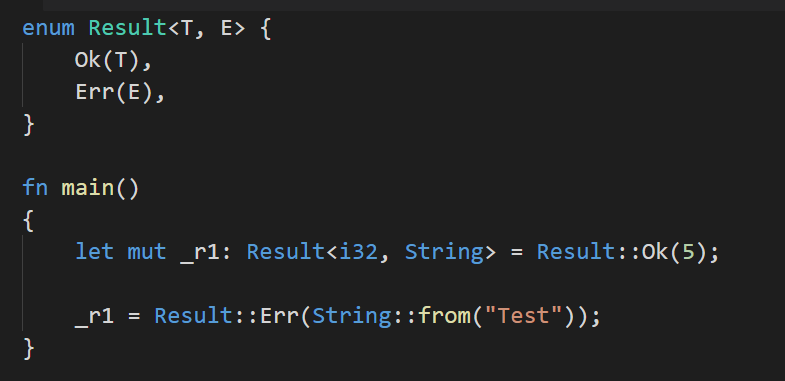 enum Result<T, E> {
    Ok(T),
    Err(E),
}
fn main()
{
    let mut _r1: Result<i32, String> = Result::Ok(5);
    _r1 = Result::Err(String::from("Test"));
}